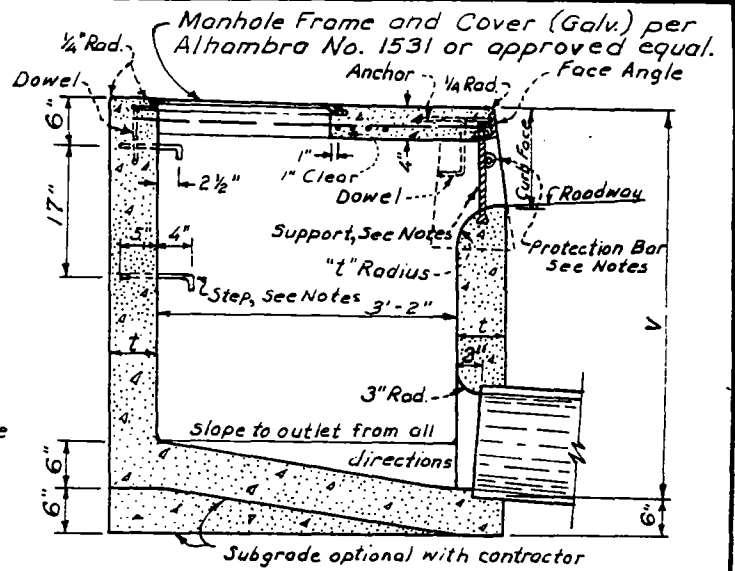 Manhole Frame and Cover (Galv.) per
Alhambra No. 1531 or approved equal.
1/4" Rad.
Dowel
Anchor
1/4 Rad.
Face Angle
6"
1"
1" Clear
4"
Curb Face
2 1/2"
Dowel
Roadway
17"
Support, See Notes
Protection Bar
See Notes
5"
4"
"t" Radius
Step, See Notes
3'-2"
V
t
t
3"
3" Rad.
Slope to outlet from all
directions
e
6"
6"
6"
Subgrade optional with contractor